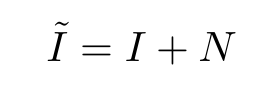 Ĩ = I + N